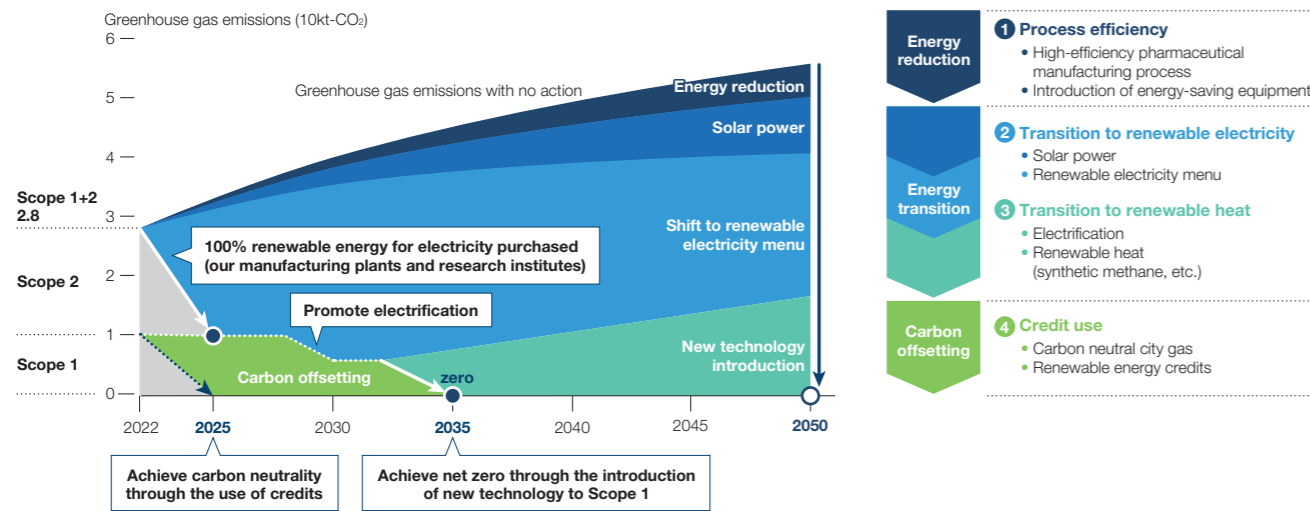 Greenhouse gas emissions (10kt-CO₂)
6
5
4
3
2
1
0
Scope 1+2
2.8
Scope 2
Scope 1
Greenhouse gas emissions with no action
Energy reduction
Solar power
Shift to renewable
electricity menu
New technology
introduction
100% renewable energy for electricity purchased
(our manufacturing plants and research institutes)
Promote electrification
Carbon offsetting
zero
2022
2025
2030
2035
2040
2045
2050
Achieve carbon neutrality
through the use of credits
Achieve net zero through the introduction
of new technology to Scope 1
Energy
reduction
1 Process efficiency
• High-efficiency pharmaceutical
manufacturing process
• Introduction of energy-saving equipment
Energy
transition
2 Transition to renewable electricity
• Solar power
• Renewable electricity menu
3 Transition to renewable heat
• Electrification
• Renewable heat
(synthetic methane, etc.)
Carbon
offsetting
4 Credit use
• Carbon neutral city gas
• Renewable energy credits